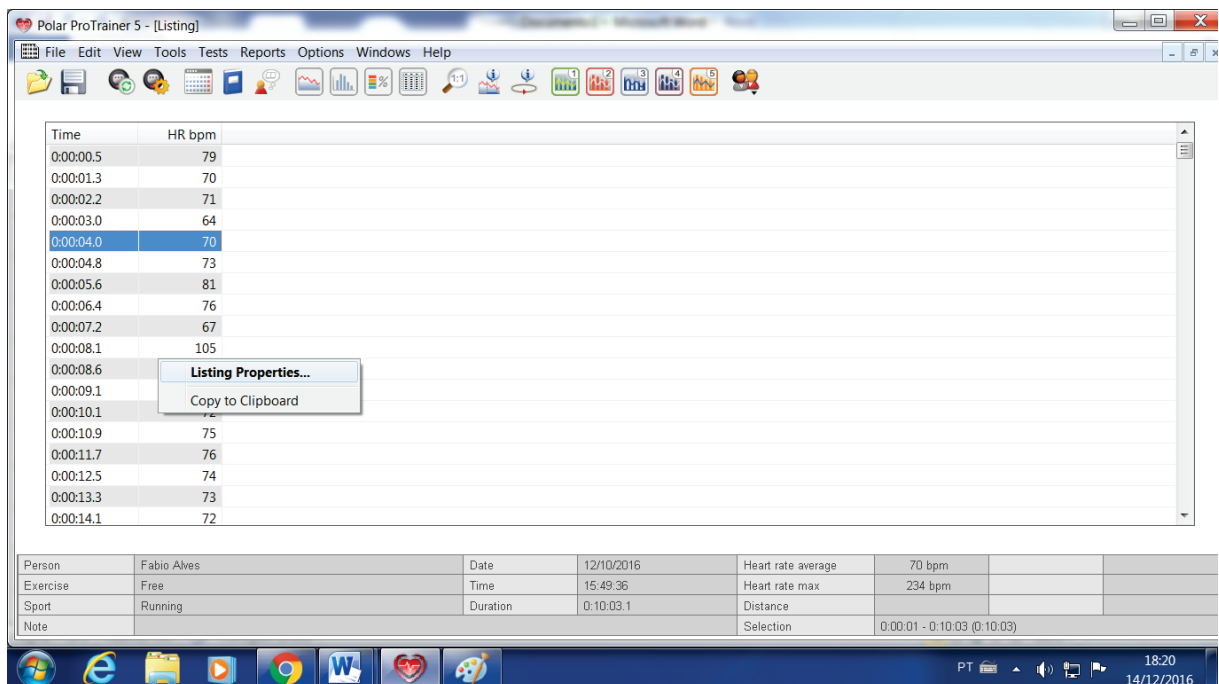 Polar ProTrainer 5 - [Listing]
File Edit View Tools Tests Reports Options Windows Help
1:1 1 2 3 4 5
Time HR bpm
0:00:00.5 79
0:00:01.3 70
0:00:02.2 71
0:00:03.0 64
0:00:04.0 70
0:00:04.8 73
0:00:05.6 81
0:00:06.4 76
0:00:07.2 67
0:00:08.1 105
0:00:08.6
Listing Properties...
0:00:09.1
Copy to Clipboard
0:00:10.1 72
0:00:10.9 75
0:00:11.7 76
0:00:12.5 74
0:00:13.3 73
0:00:14.1 72
Person Fabio Alves Date 12/10/2016 Heart rate average 70 bpm
Exercise Free Time 15:49:36 Heart rate max 234 bpm
Sport Running Duration 0:10:03.1 Distance
Note Selection 0:00:01 - 0:10:03 (0:10:03)
PT 18:20
14/12/2016